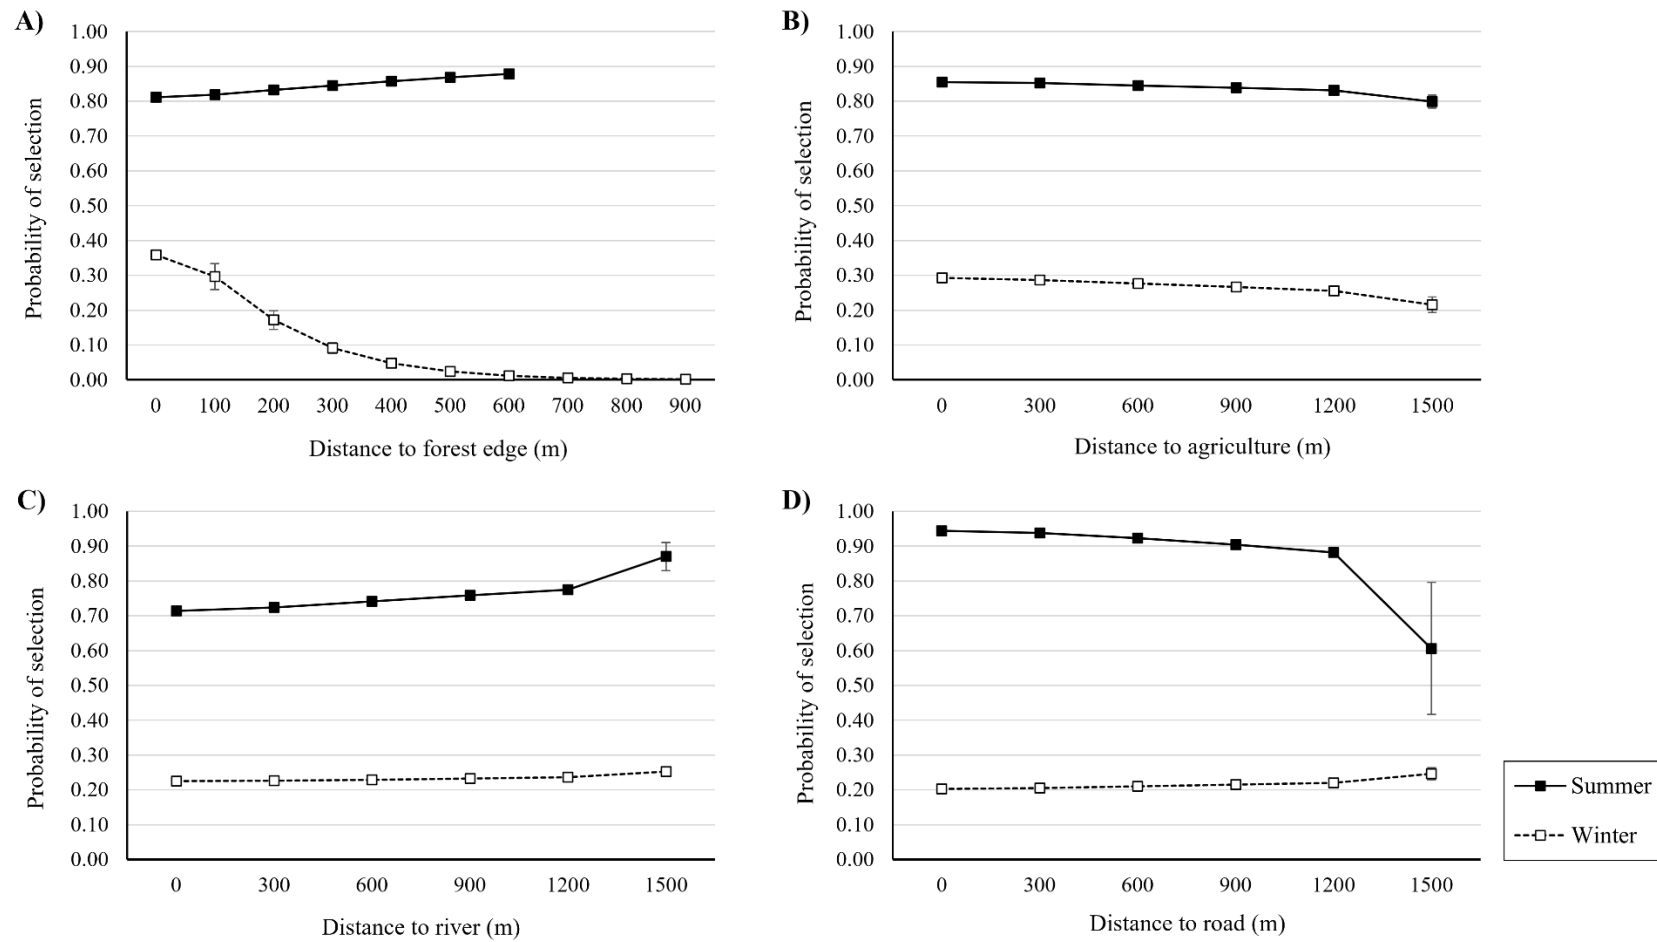 A)
1.00
0.90
0.80
0.70
0.60
0.50
0.40
0.30
0.20
0.10
0.00
Probability of selection
0 100 200 300 400 500 600 700 800 900
Distance to forest edge (m)
B)
1.00
0.90
0.80
0.70
0.60
0.50
0.40
0.30
0.20
0.10
0.00
Probability of selection
0 300 600 900 1200 1500
Distance to agriculture (m)
C)
1.00
0.90
0.80
0.70
0.60
0.50
0.40
0.30
0.20
0.10
0.00
Probability of selection
0 300 600 900 1200 1500
Distance to river (m)
D)
1.00
0.90
0.80
0.70
0.60
0.50
0.40
0.30
0.20
0.10
0.00
Probability of selection
0 300 600 900 1200 1500
Distance to road (m)
Summer
Winter